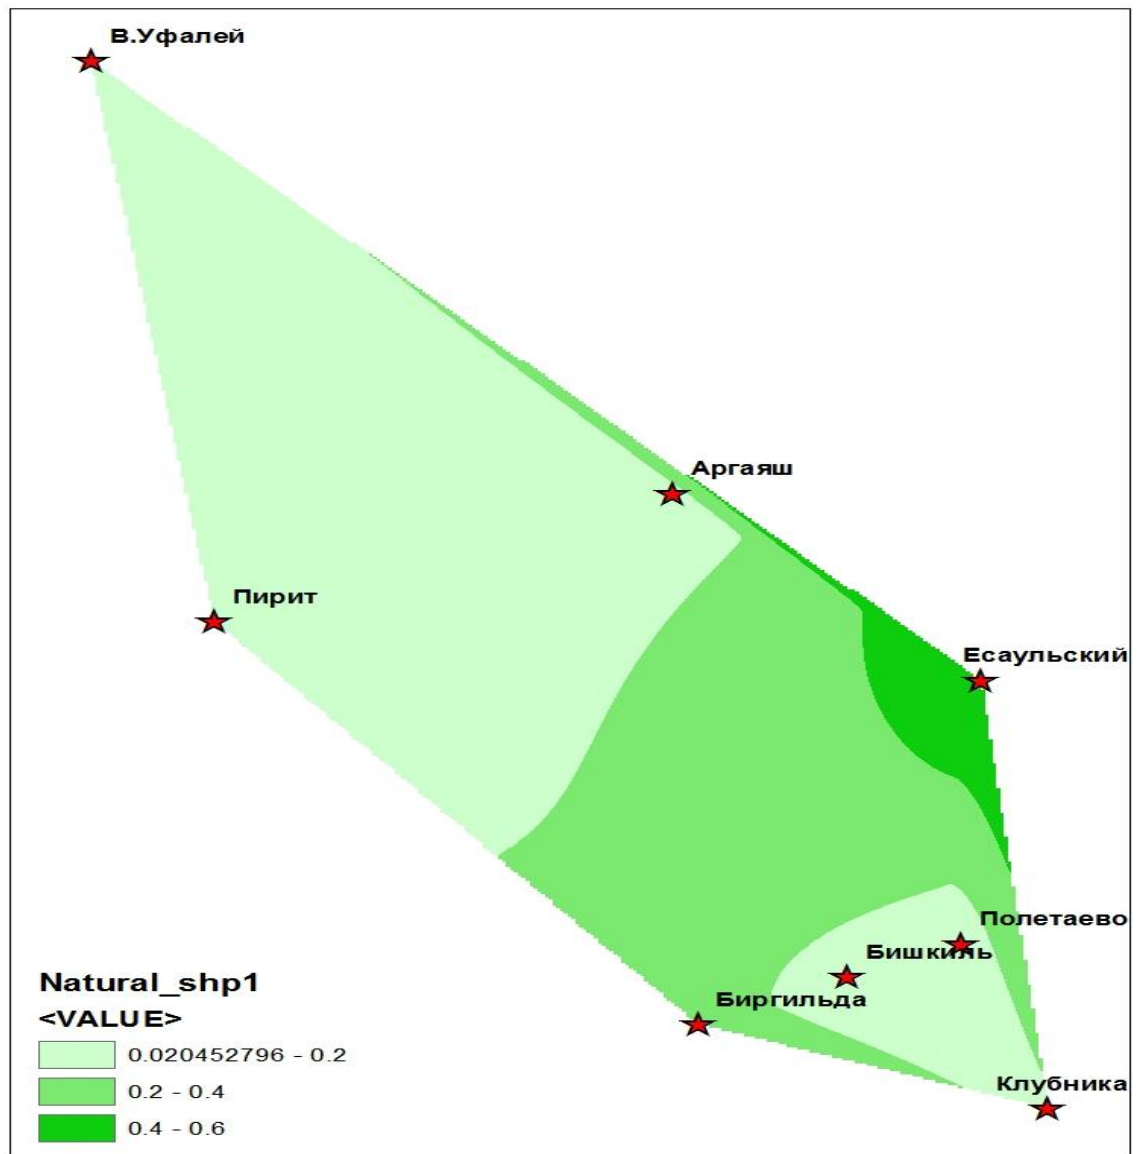 В.Уфалей
Аргаяш
Пирит
Есаульский
Полетаево
Бишкиль
Биргильда
Клубника
Natural_shp1
<VALUE>
0.020452796 - 0.2
0.2 - 0.4
0.4 - 0.6